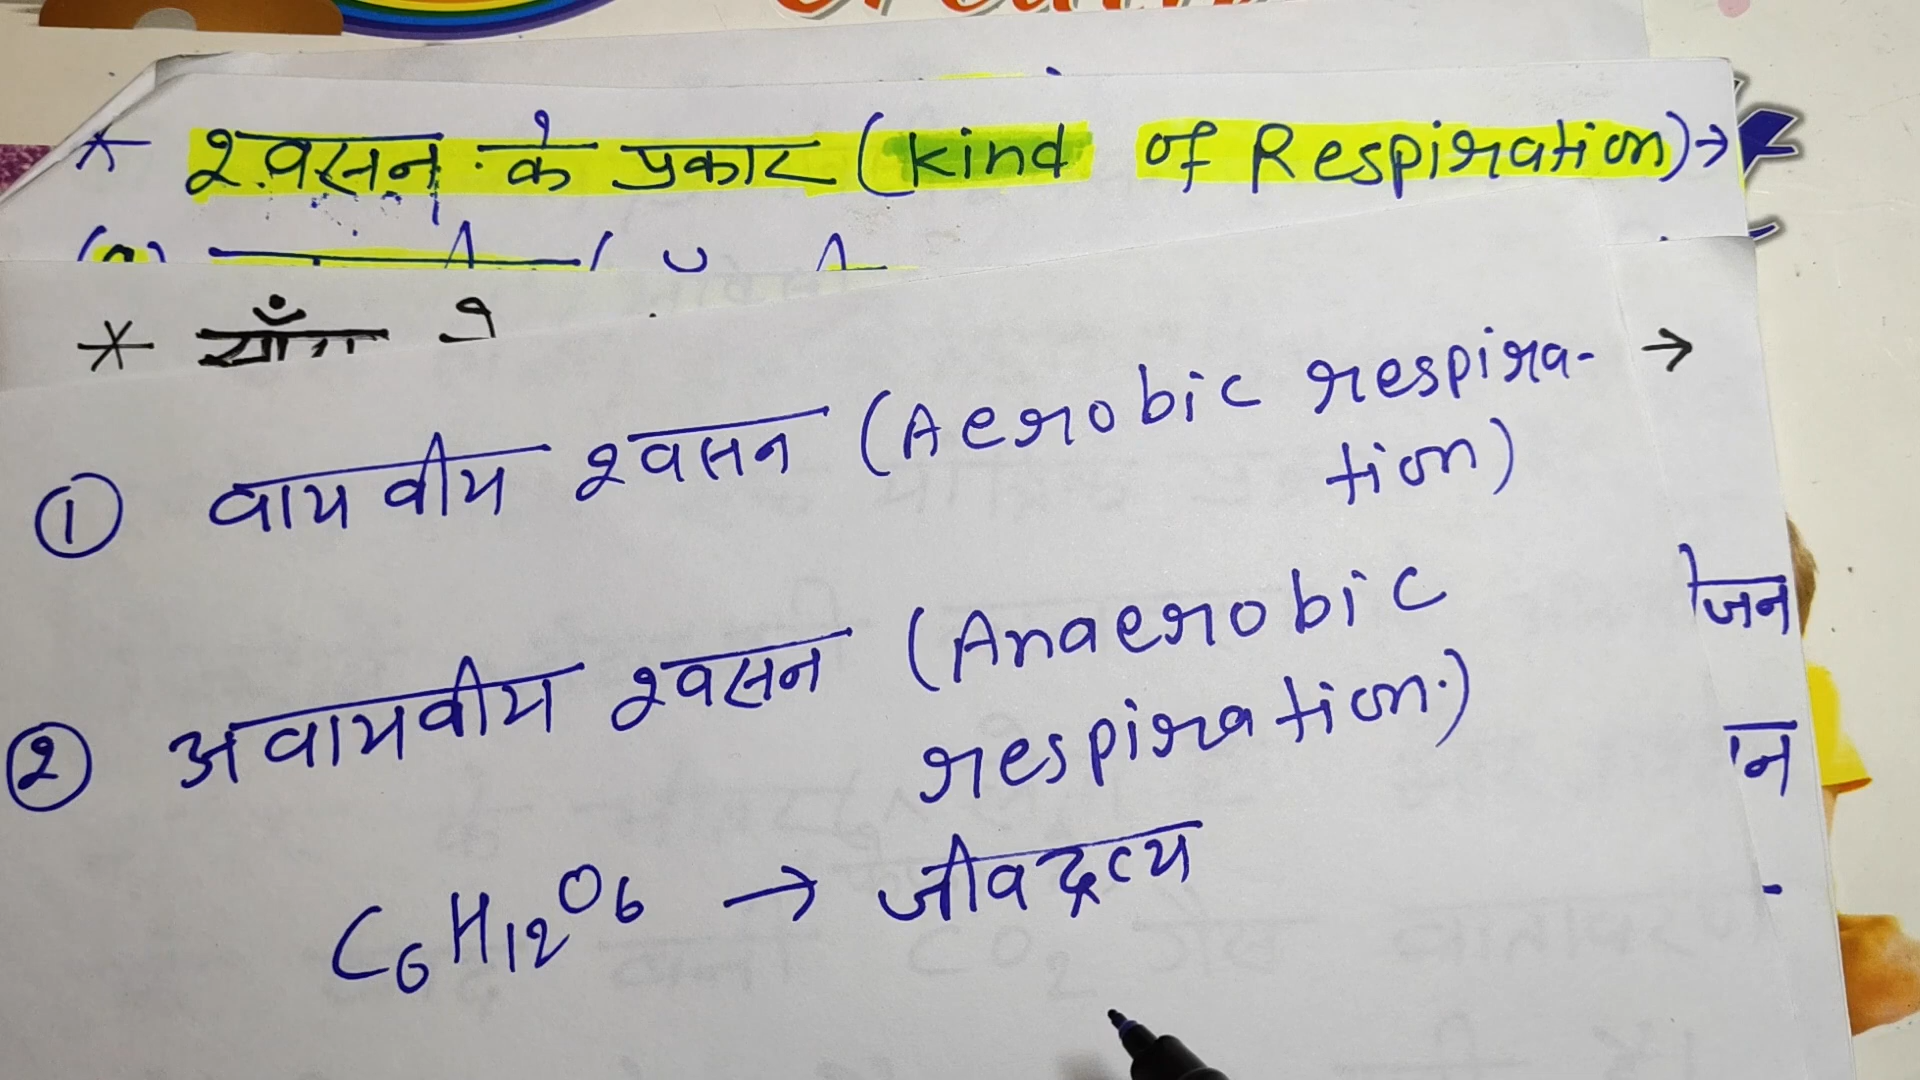 * श्वसन के प्रकार (kind of Respiration)→
*
→
① वायवीय श्वसन (Aerobic respira-
tion)
② अवायवीय श्वसन (Anaerobic
respiration.)
जन
न
C6H12O6 → जीवद्रव्य